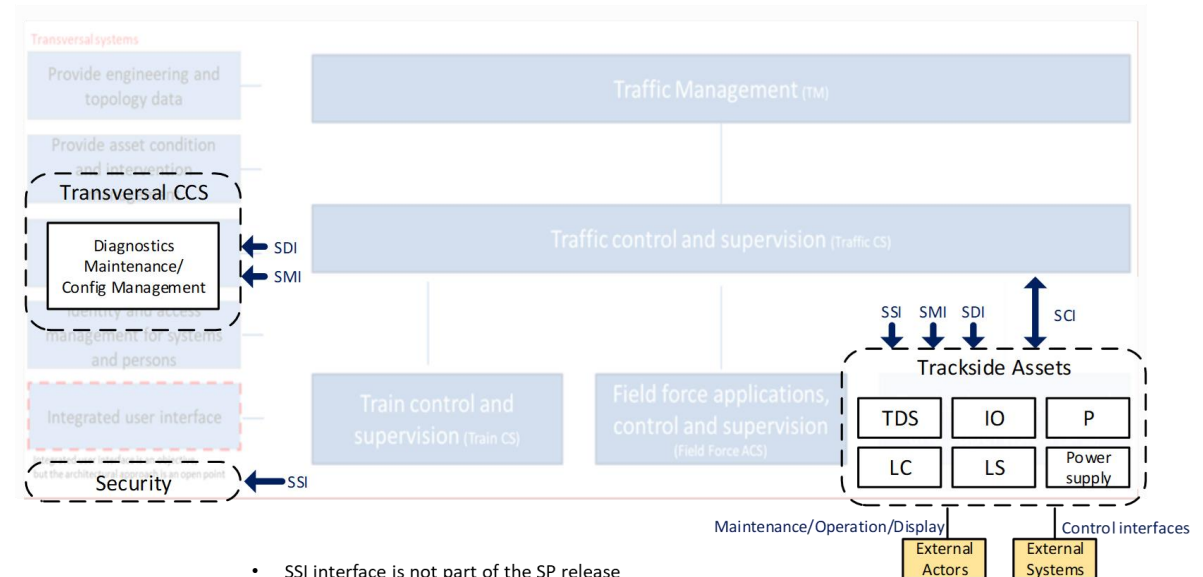 Transversal systems
Provide engineering and
topology data
Traffic Management (TM)
Provide asset condition
and intervention
Transversal CCS
Diagnostics
Maintenance/
Config Management
SDI
SMI
Traffic control and supervision (Traffic CS)
Identity and access
management for systems
and persons
SSI SMI SDI
SCI
Trackside Assets
TDS IO P
LC LS Power
supply
Integrated user interface
Train control and
supervision (Train CS)
Field force applications,
control and supervision
(Field Force ACS)
but the architectural approach is an open point
Security
SSI
Maintenance/Operation/Display
Control interfaces
External
Actors
External
Systems
• SSI interface is not part of the SP release